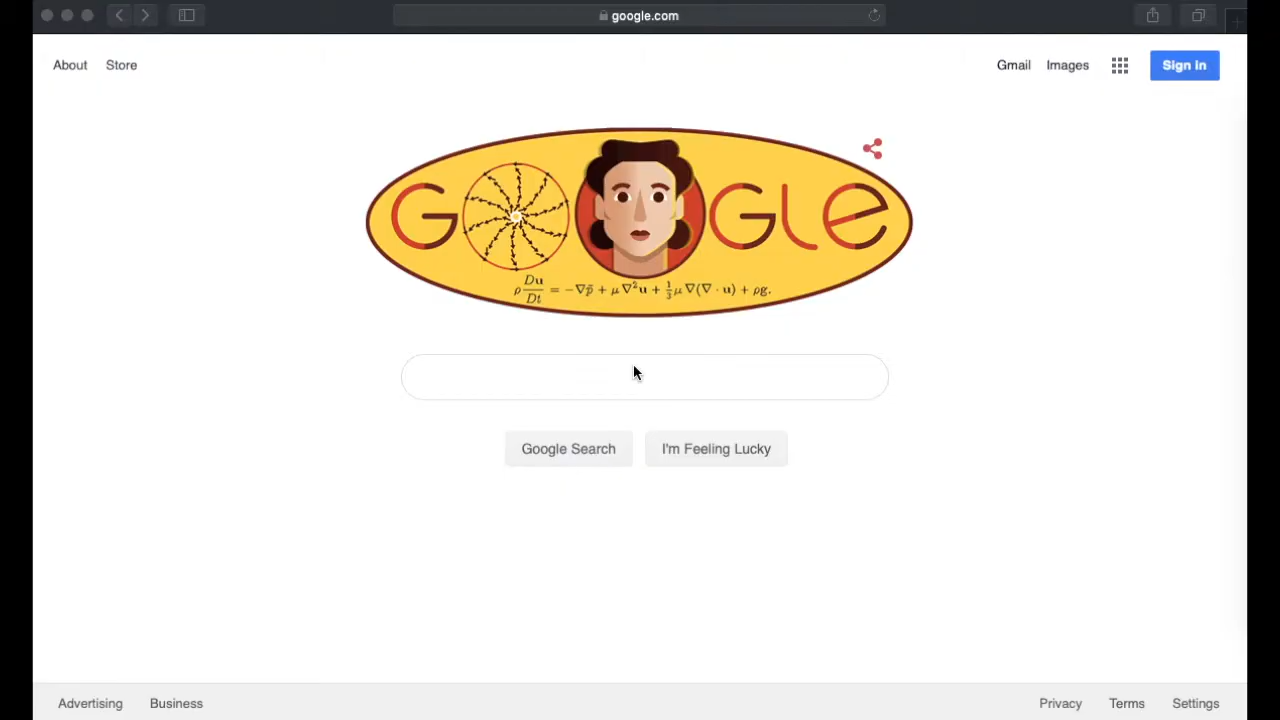 google.com
About Store Gmail Images Sign in
GOOGLE
ρ Du/Dt = −∇p̄ + μ∇²u + ⅓μ∇(∇ · u) + ρg.
Google Search I'm Feeling Lucky
Advertising Business Privacy Terms Settings